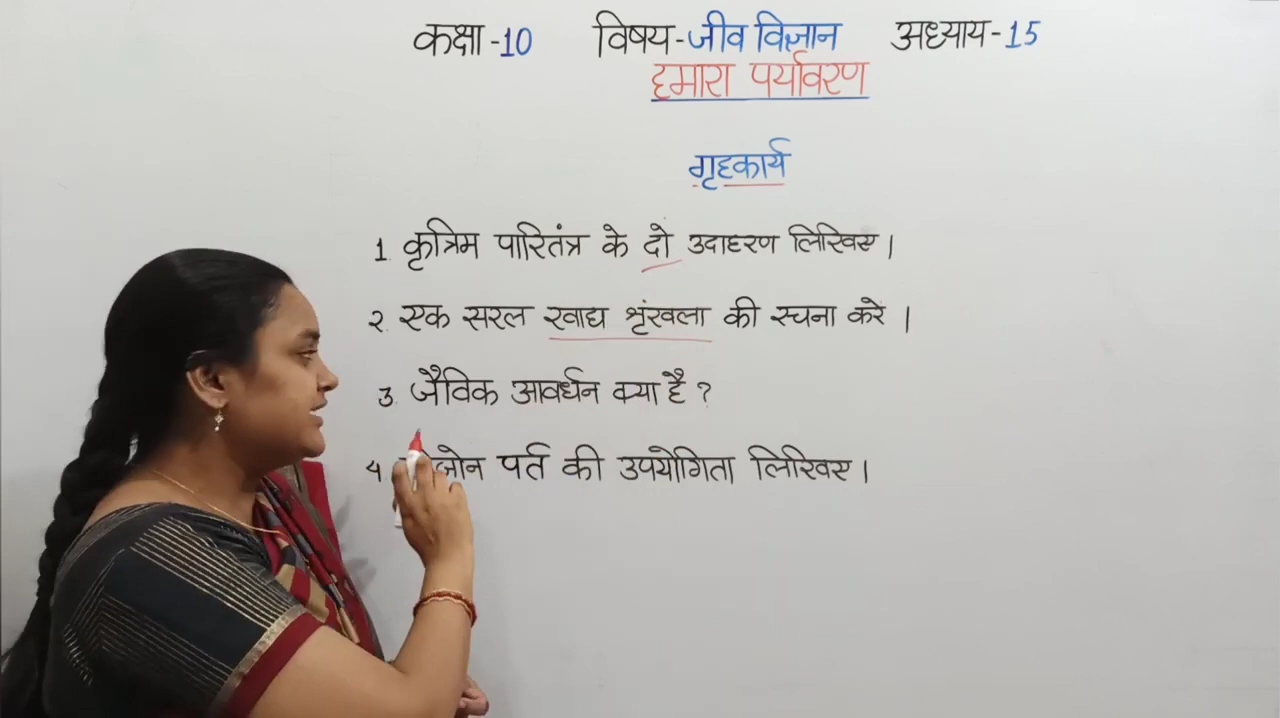 कक्षा -10 विषय-जीव विज्ञान अध्याय-15
हमारा पर्यावरण
गृहकार्य
1. कृत्रिम पारितंत्र के दो उदाहरण लिखिए।
२. एक सरल खाद्य शृंखला की रचना करें ।
3. जैविक आवर्धन क्या है ?
4. पर्त की उपयोगिता लिखिए।